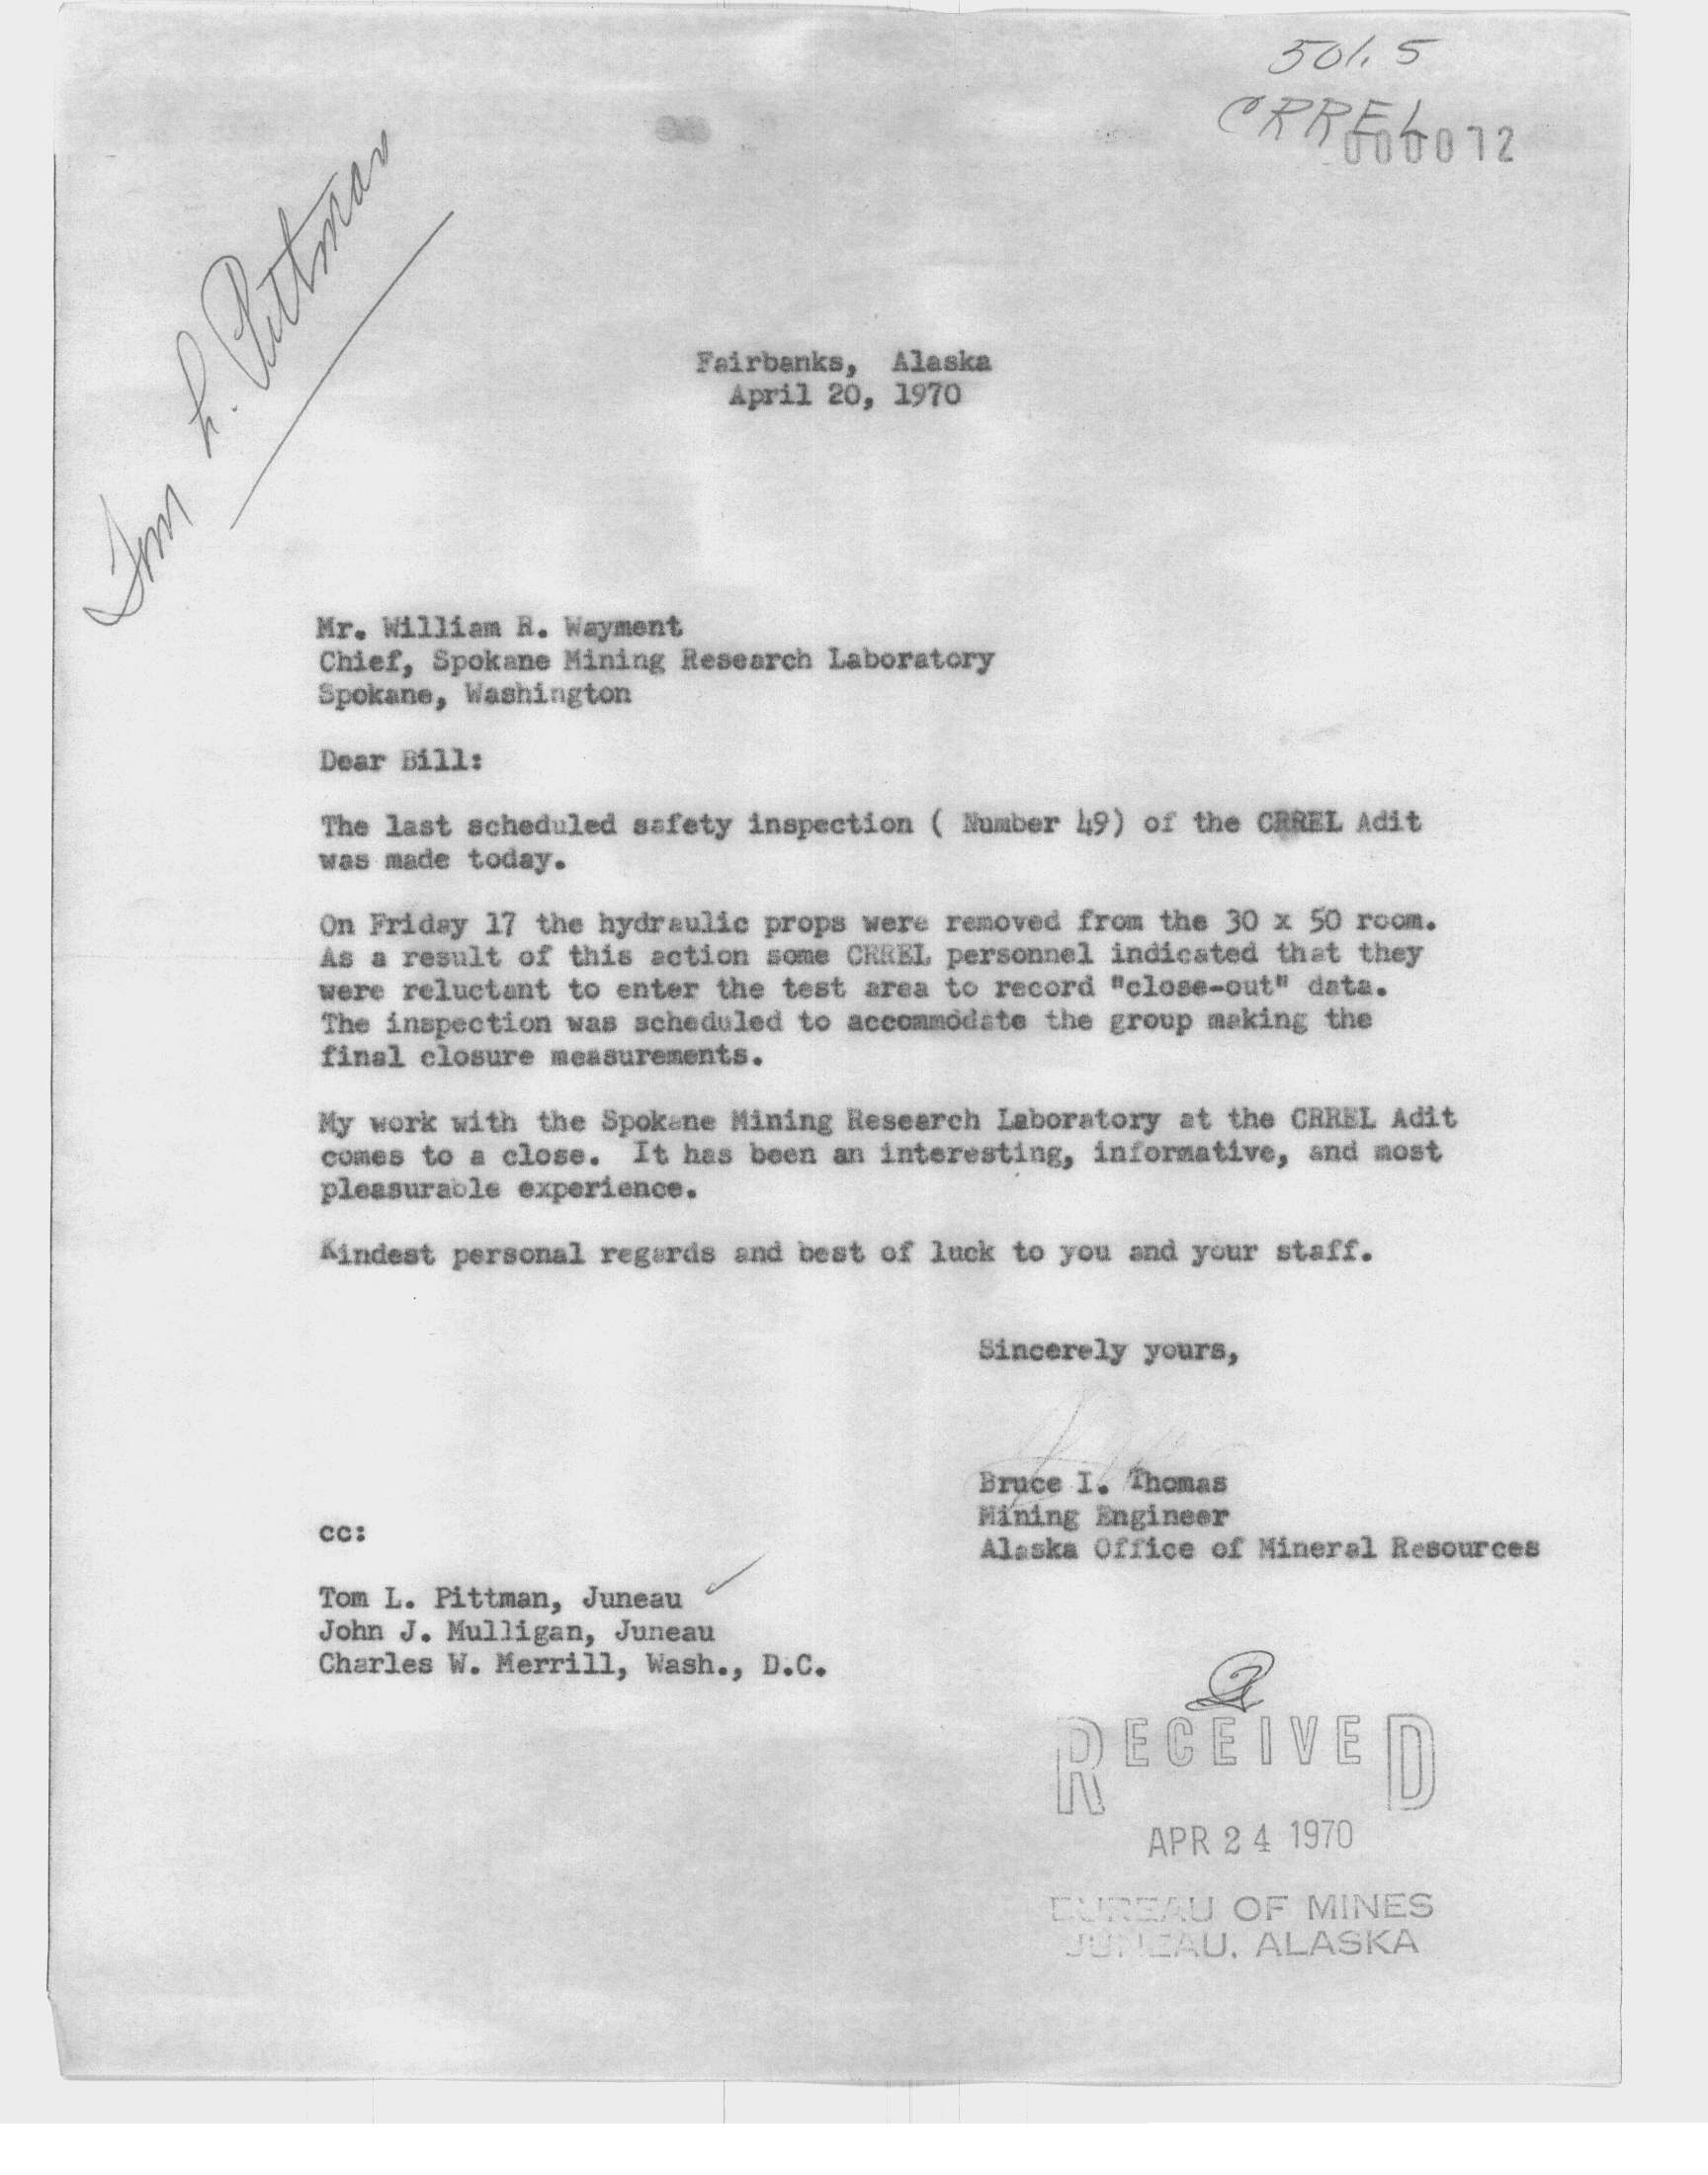 501.5
CRREL
000072
Tom L. Pittman
Fairbanks, Alaska
April 20, 1970
Mr. William R. Wayment
Chief, Spokane Mining Research Laboratory
Spokane, Washington
Dear Bill:
The last scheduled safety inspection ( Number 49) of the CRREL Adit
was made today.
On Friday 17 the hydraulic props were removed from the 30 x 50 room.
As a result of this action some CRREL personnel indicated that they
were reluctant to enter the test area to record "close-out" data.
The inspection was scheduled to accommodate the group making the
final closure measurements.
My work with the Spokane Mining Research Laboratory at the CRREL Adit
comes to a close. It has been an interesting, informative, and most
pleasurable experience.
Kindest personal regards and best of luck to you and your staff.
Sincerely yours,
Bruce I. Thomas
Mining Engineer
Alaska Office of Mineral Resources
cc:
Tom L. Pittman, Juneau ✓
John J. Mulligan, Juneau
Charles W. Merrill, Wash., D.C.
RECEIVED
APR 24 1970
BUREAU OF MINES
JUNEAU, ALASKA